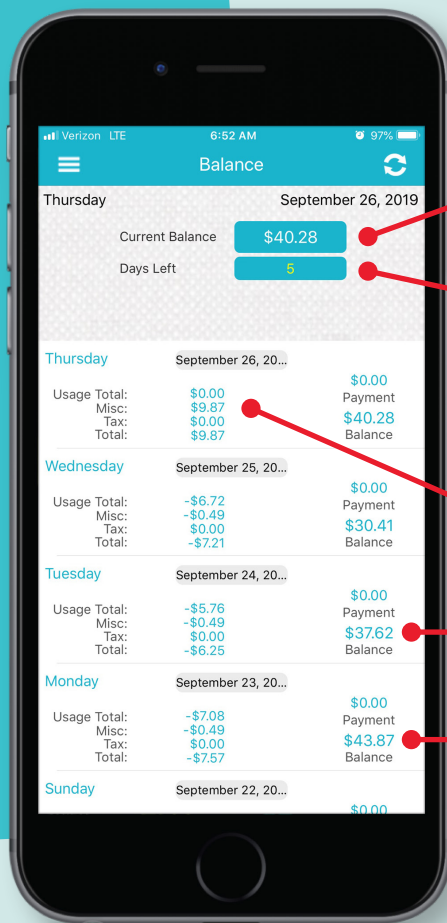 Verizon LTE 6:52 AM 97%
Balance
Thursday September 26, 2019
Current Balance $40.28
Days Left 5
Thursday September 26, 20...
$0.00
Usage Total: $0.00 Payment
Misc: $9.87 $40.28
Tax: $0.00
Total: $9.87 Balance
Wednesday September 25, 20...
$0.00
Usage Total: -$6.72 Payment
Misc: -$0.49 $30.41
Tax: $0.00
Total: -$7.21 Balance
Tuesday September 24, 20...
$0.00
Usage Total: -$5.76 Payment
Misc: -$0.49 $37.62
Tax: $0.00
Total: -$6.25 Balance
Monday September 23, 20...
$0.00
Usage Total: -$7.08 Payment
Misc: -$0.49 $43.87
Tax: $0.00
Total: -$7.57 Balance
Sunday September 22, 20...
$0.00